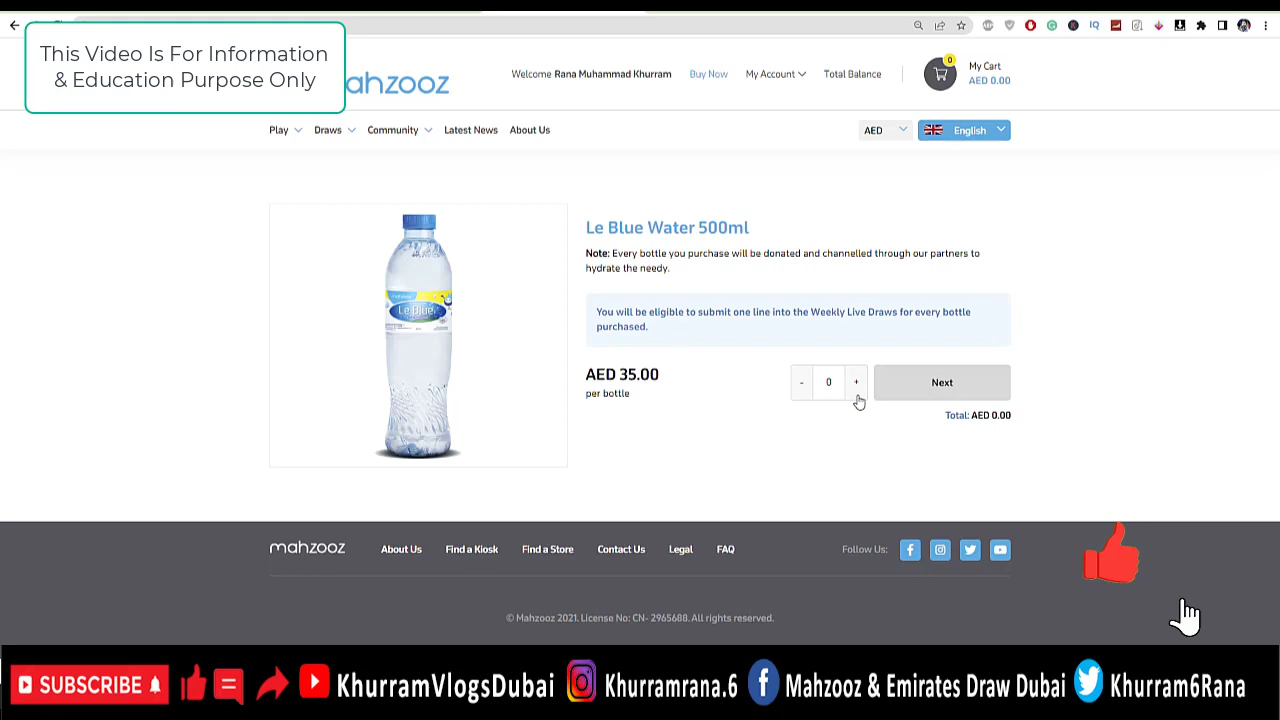 This Video Is For Information
& Education Purpose Only
ahzooz
Welcome Rana Muhammad Khurram
Buy Now
My Account
Total Balance
0
My Cart
AED 0.00
Play
Draws
Community
Latest News
About Us
AED
English
Le Blue Water 500ml
Note: Every bottle you purchase will be donated and channelled through our partners to
hydrate the needy.
You will be eligible to submit one line into the Weekly Live Draws for every bottle
purchased.
Le Blue
AED 35.00
per bottle
-
0
+
Next
Total: AED 0.00
mahzooz
About Us
Find a Kiosk
Find a Store
Contact Us
Legal
FAQ
Follow Us:
© Mahzooz 2021. License No: CN- 2965688. All rights reserved.
SUBSCRIBE
KhurramVlogsDubai
Khurramrana.6
Mahzooz & Emirates Draw Dubai
Khurram6Rana